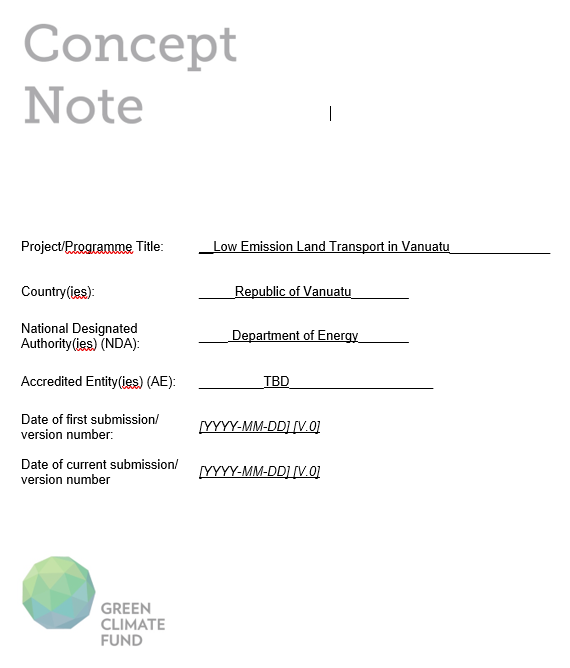 Concept
Note
Project/Programme Title: __Low Emission Land Transport in Vanuatu______________
Country(ies): _____Republic of Vanuatu________
National Designated
Authority(ies) (NDA): ____ Department of Energy_______
Accredited Entity(ies) (AE): _________TBD____________________
Date of first submission/
version number: [YYYY-MM-DD] [V.0]
Date of current submission/
version number [YYYY-MM-DD] [V.0]
GREEN
CLIMATE
FUND